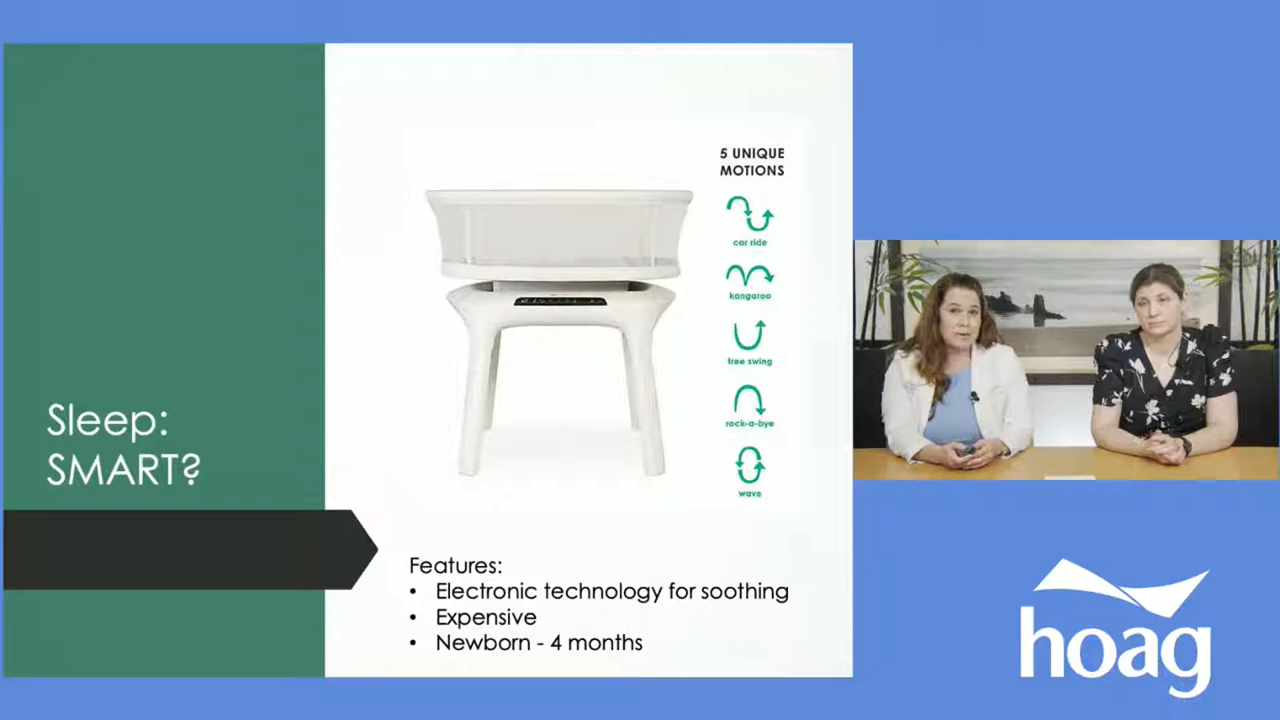 Sleep:
SMART?
5 UNIQUE
MOTIONS
car ride
kangaroo
tree swing
rock-a-bye
wave
Features:
• Electronic technology for soothing
• Expensive
• Newborn - 4 months
hoag